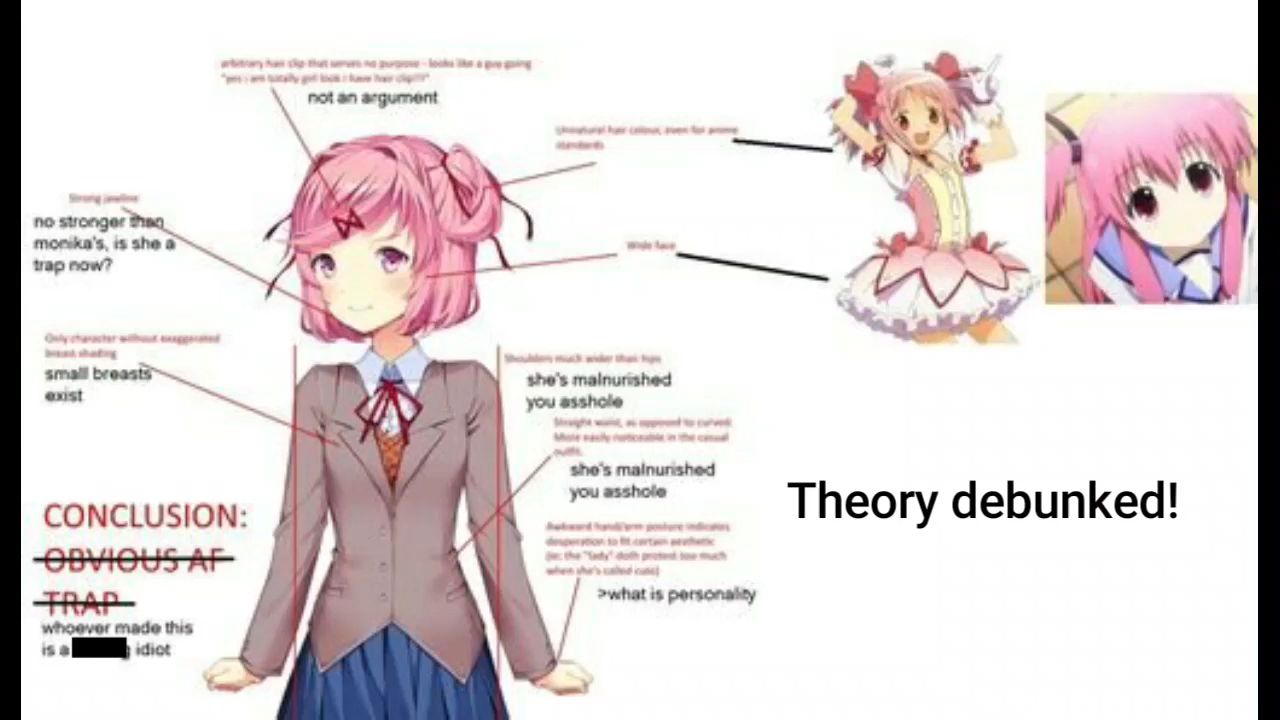 arbitrary hair clip that serves no purpose - looks like a guy going
"yes i am totally girl look i have hair clip!!!"
not an argument
Unnatural hair colour, even for anime
standards
Strong jawline
no stronger than
monika's, is she a
trap now?
Wide face
Only character without exaggerated
breast shading
small breasts
exist
Shoulders much wider than hips
she's malnurished
you asshole
Straight waist, as opposed to curved
More easily noticeable in the casual
outfit.
she's malnurished
you asshole
Awkward hand/arm posture indicates
desperation to fit certain aesthetic
(ie: the "lady" doth protest too much
when she's called cute)
>what is personality
CONCLUSION:
OBVIOUS AF
TRAP
whoever made this
is a idiot
Theory debunked!